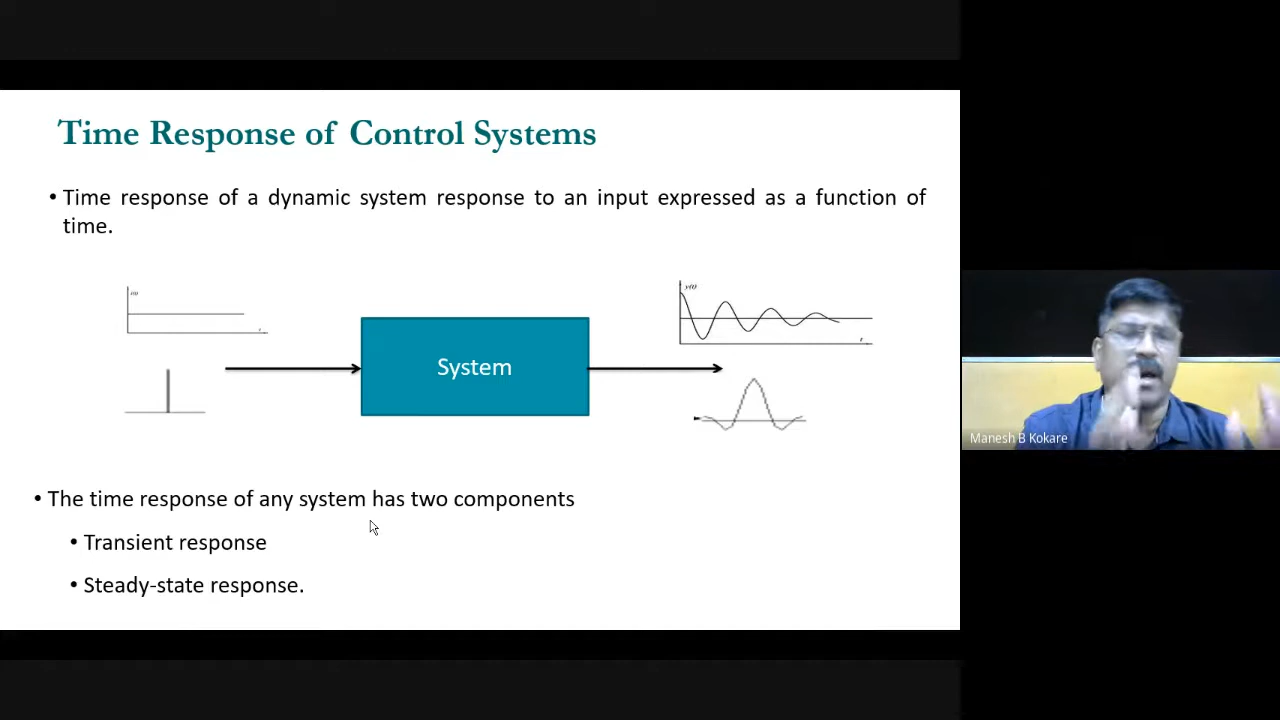 Time Response of Control Systems
• Time response of a dynamic system response to an input expressed as a function of
time.
y(t)
t
System
• The time response of any system has two components
• Transient response
• Steady-state response.
Manesh B Kokare